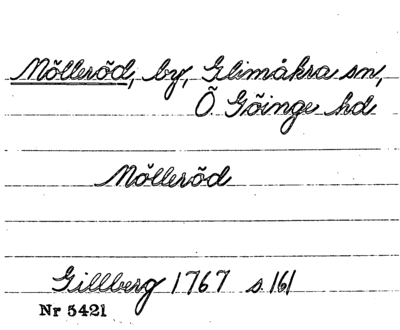 Mölleröd, by, Glimåkra sn,
Ö. Göinge hd
Mölleröd
Gillberg 1767 s. 161
Nr 5421